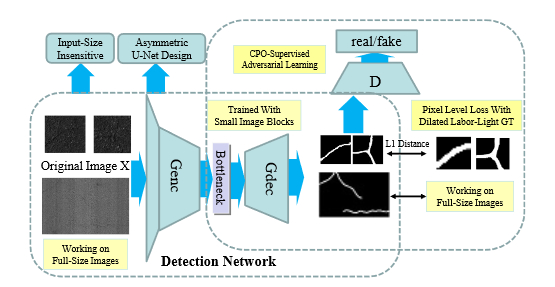 Input-Size
Insensitive
Asymmetric
U-Net Design
CPO-Supervised
Adversarial Learning
real/fake
D
Trained With
Small Image Blocks
Pixel Level Loss With
Dilated Labor-Light GT
Original Image X
Genc
Bottleneck
Gdec
L1 Distance
Working on
Full-Size Images
Working on
Full-Size Images
Detection Network